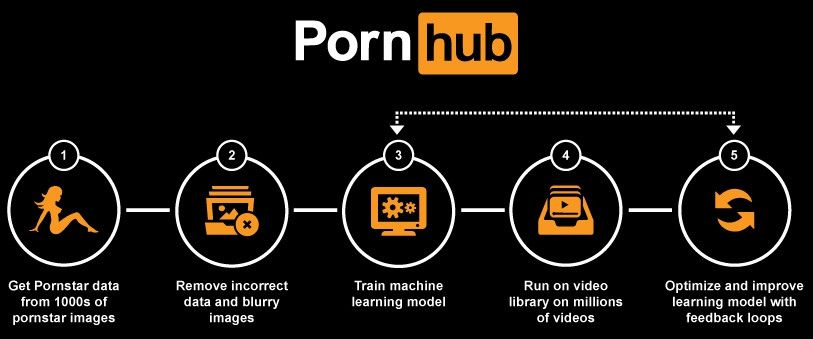 Porn hub
1
2
3
4
5
Get Pornstar data
from 1000s of
pornstar images
Remove incorrect
data and blurry
images
Train machine
learning model
Run on video
library on millions
of videos
Optimize and improve
learning model with
feedback loops